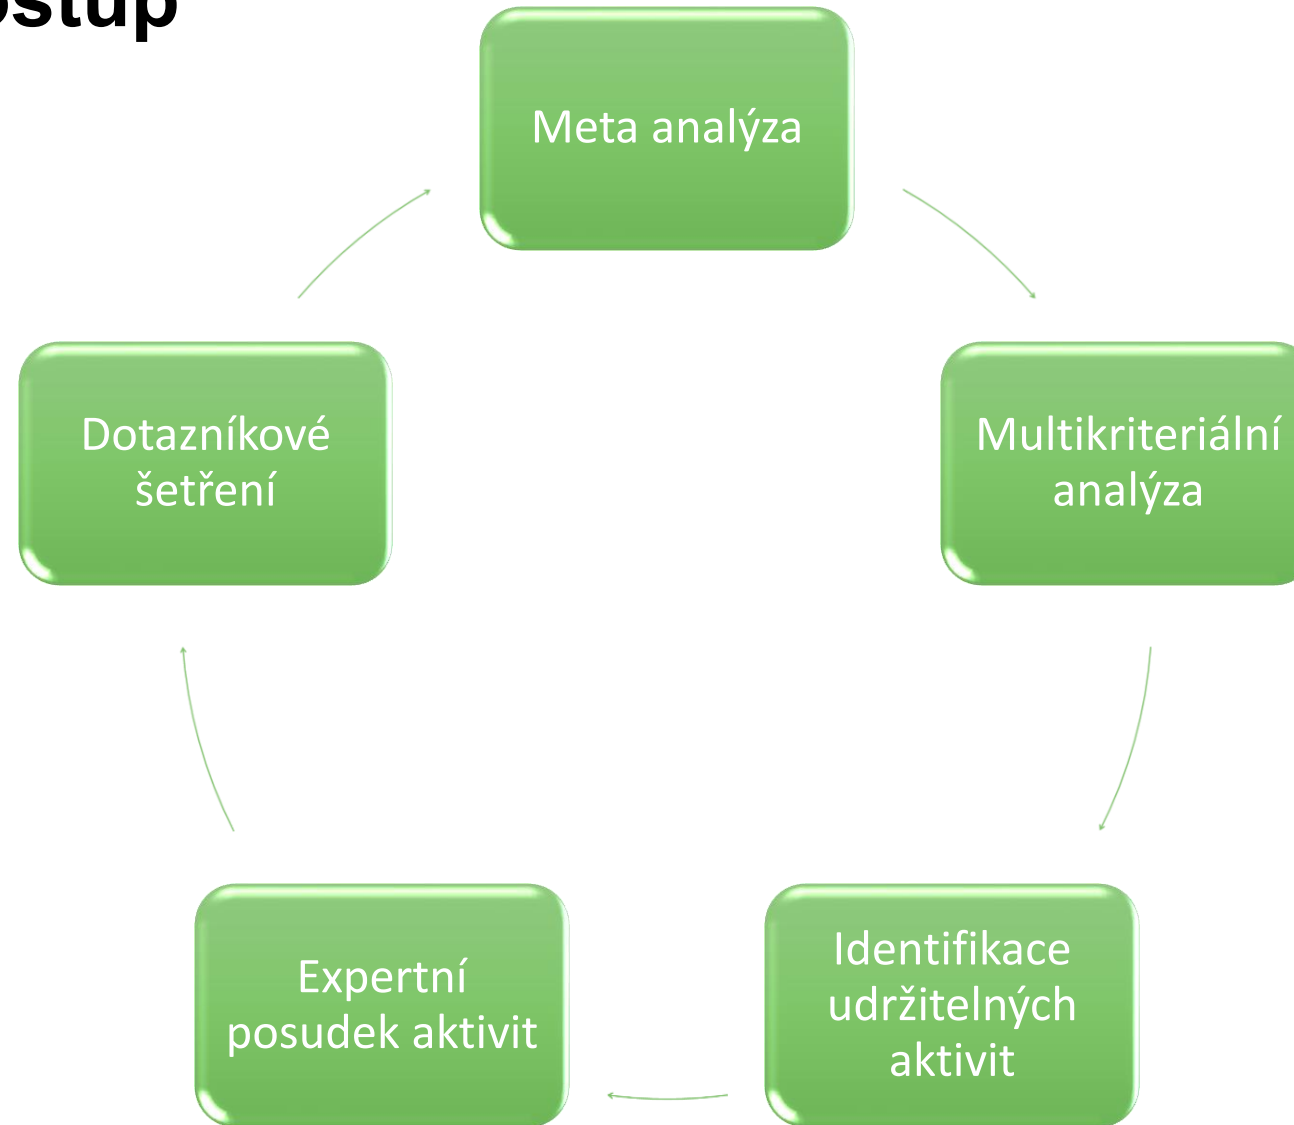 ostup
Meta analýza
Multikriteriální
analýza
Identifikace
udržitelných
aktivit
Expertní
posudek aktivit
Dotazníkové
šetření